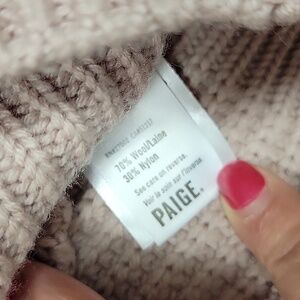 70% Wool/Laine
30% Nylon
See care on reverse.
Voir le soin sur l'inverse
PAIGE.